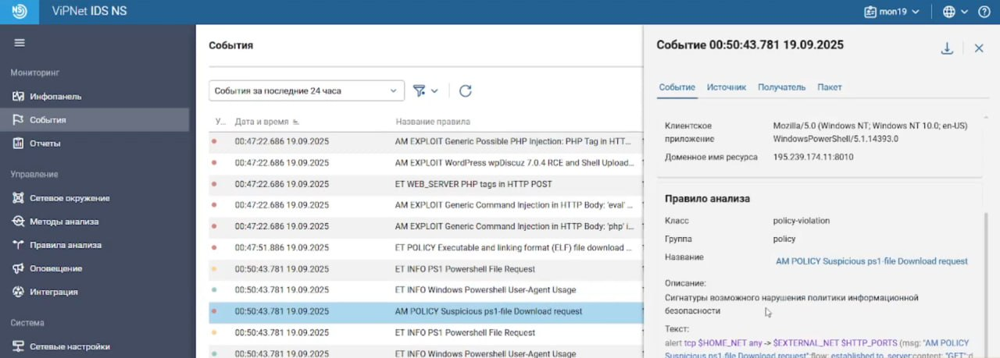 NS
ViPNet IDS NS
mon19
Мониторинг
Инфопанель
События
Отчеты
Управление
Сетевое окружение
Методы анализа
Правила анализа
Оповещение
Интеграция
Система
Сетевые настройки
События
События за последние 24 часа
У... Дата и время Название правила
00:47:22.686 19.09.2025 AM EXPLOIT Generic Possible PHP Injection: PHP Tag in HTT...
00:47:22.686 19.09.2025 AM EXPLOIT WordPress wpDiscuz 7.0.4 RCE and Shell Upload...
00:47:22.686 19.09.2025 ET WEB_SERVER PHP tags in HTTP POST
00:47:22.686 19.09.2025 AM EXPLOIT Generic Command Injection in HTTP Body: 'eval' ...
00:47:22.686 19.09.2025 AM EXPLOIT Generic Command Injection in HTTP Body: 'php' i...
00:47:51.886 19.09.2025 ET POLICY Executable and linking format (ELF) file download ...
00:50:43.781 19.09.2025 ET INFO PS1 Powershell File Request
00:50:43.781 19.09.2025 ET INFO Windows Powershell User-Agent Usage
00:50:43.781 19.09.2025 AM POLICY Suspicious ps1-file Download request
00:50:43.781 19.09.2025 ET INFO PS1 Powershell File Request
00:50:43.781 19.09.2025 ET INFO Windows Powershell User-Agent Usage
Событие 00:50:43.781 19.09.2025
Событие Источник Получатель Пакет
Клиентское приложение
Mozilla/5.0 (Windows NT; Windows NT 10.0; en-US)
WindowsPowerShell/5.1.14393.0
Доменное имя ресурса 195.239.174.11:8010
Правило анализа
Класс policy-violation
Группа policy
Название AM POLICY Suspicious ps1-file Download request
Описание:
Сигнатуры возможного нарушения политики информационной
безопасности
Текст:
alert tcp $HOME_NET any -> $EXTERNAL_NET $HTTP_PORTS (msg: "AM POLICY
Suspicious ps1-file Download request";flow: established,to_server;content: "GET";d